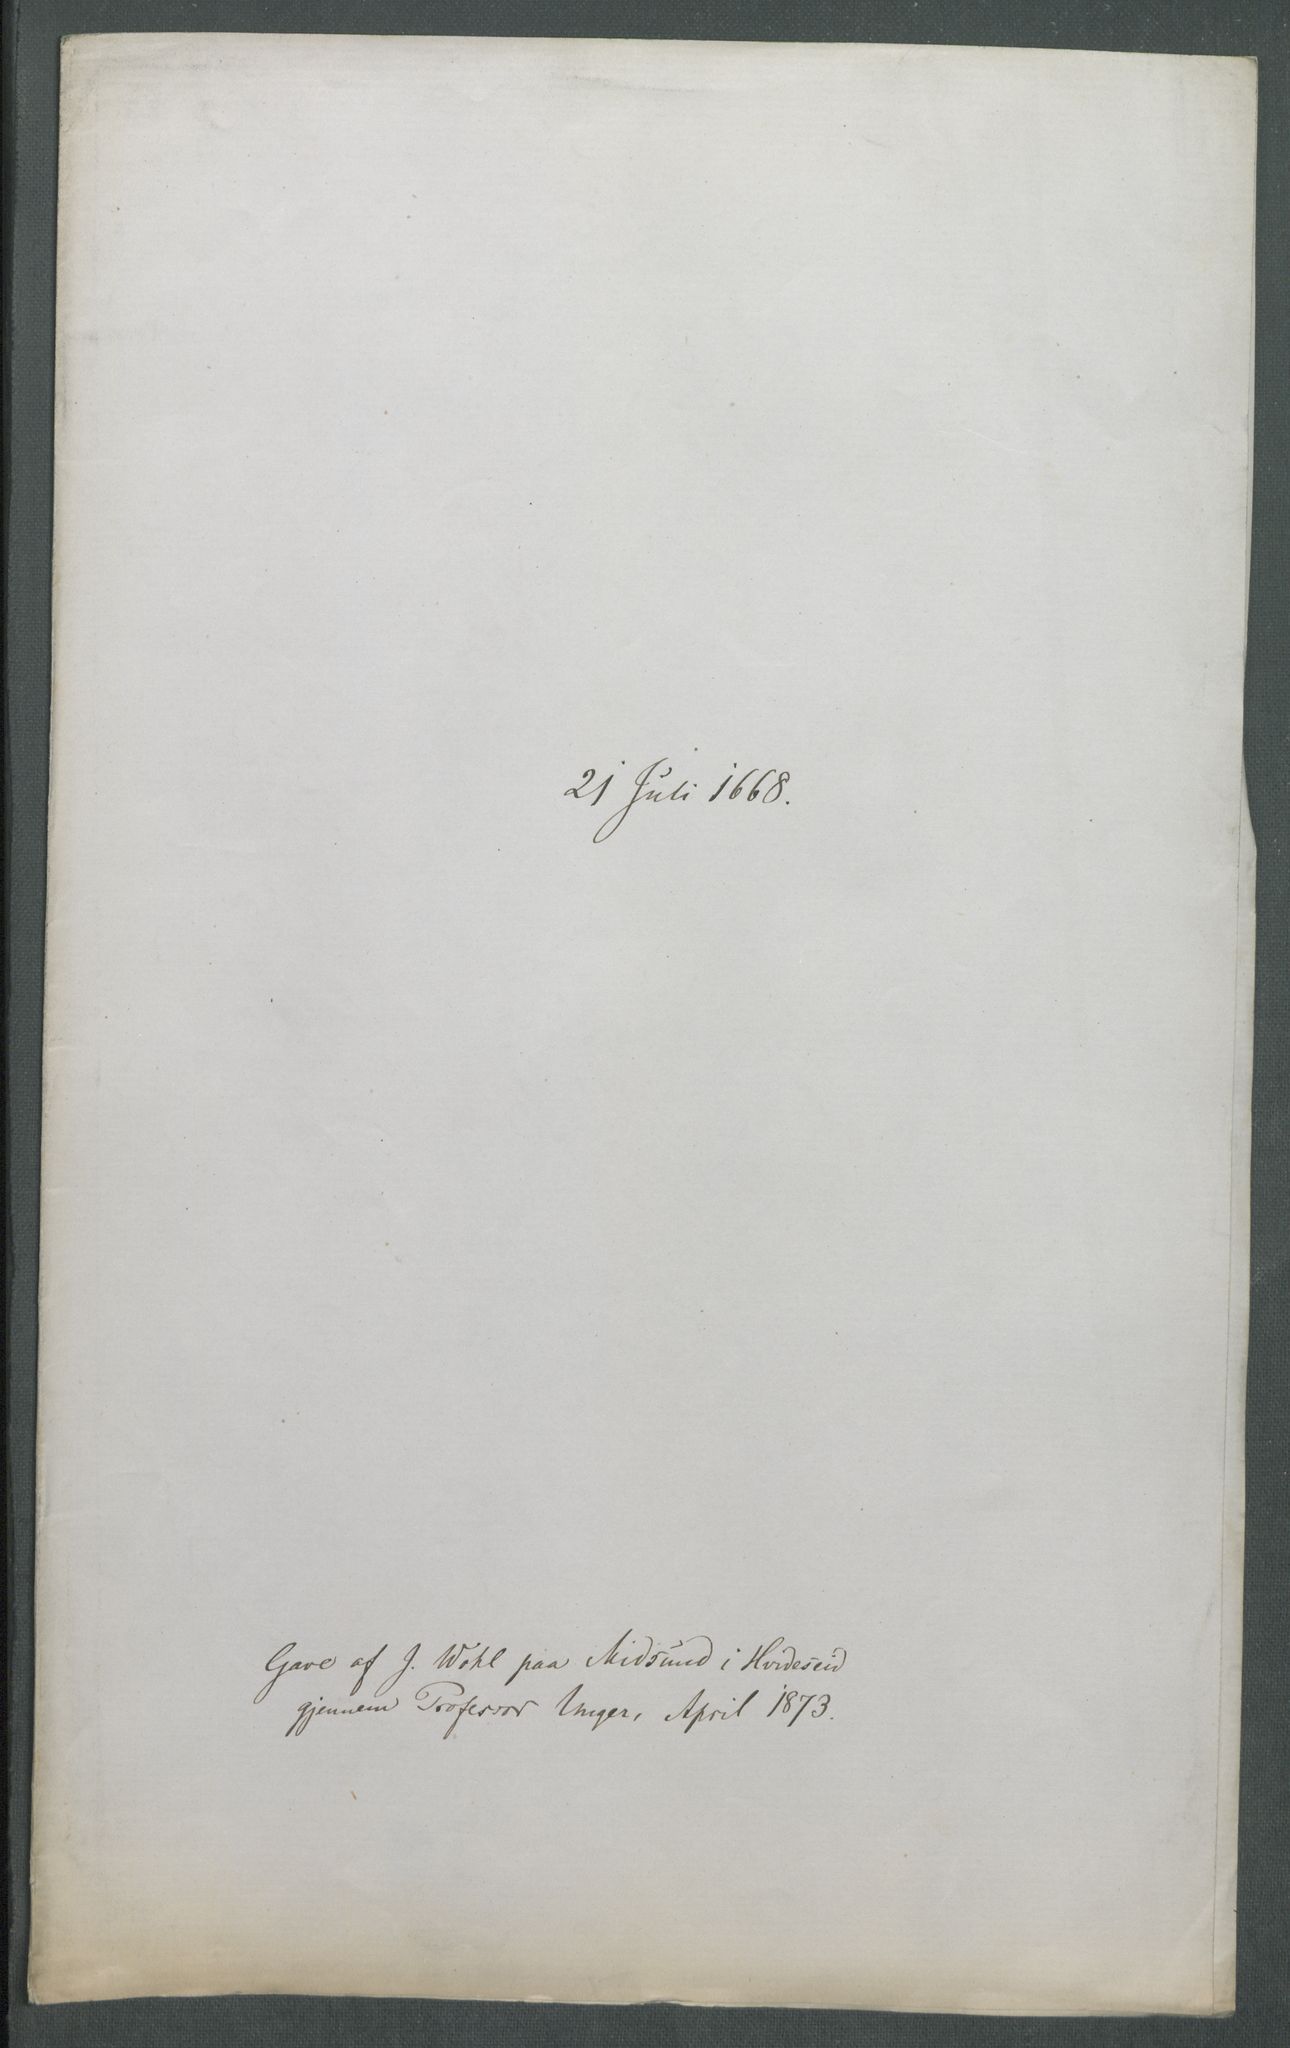 21 Juli 1668.
Gave af J. Wohl paa Midsund i Hvideseid
gjennem Professor Unger, April 1873.